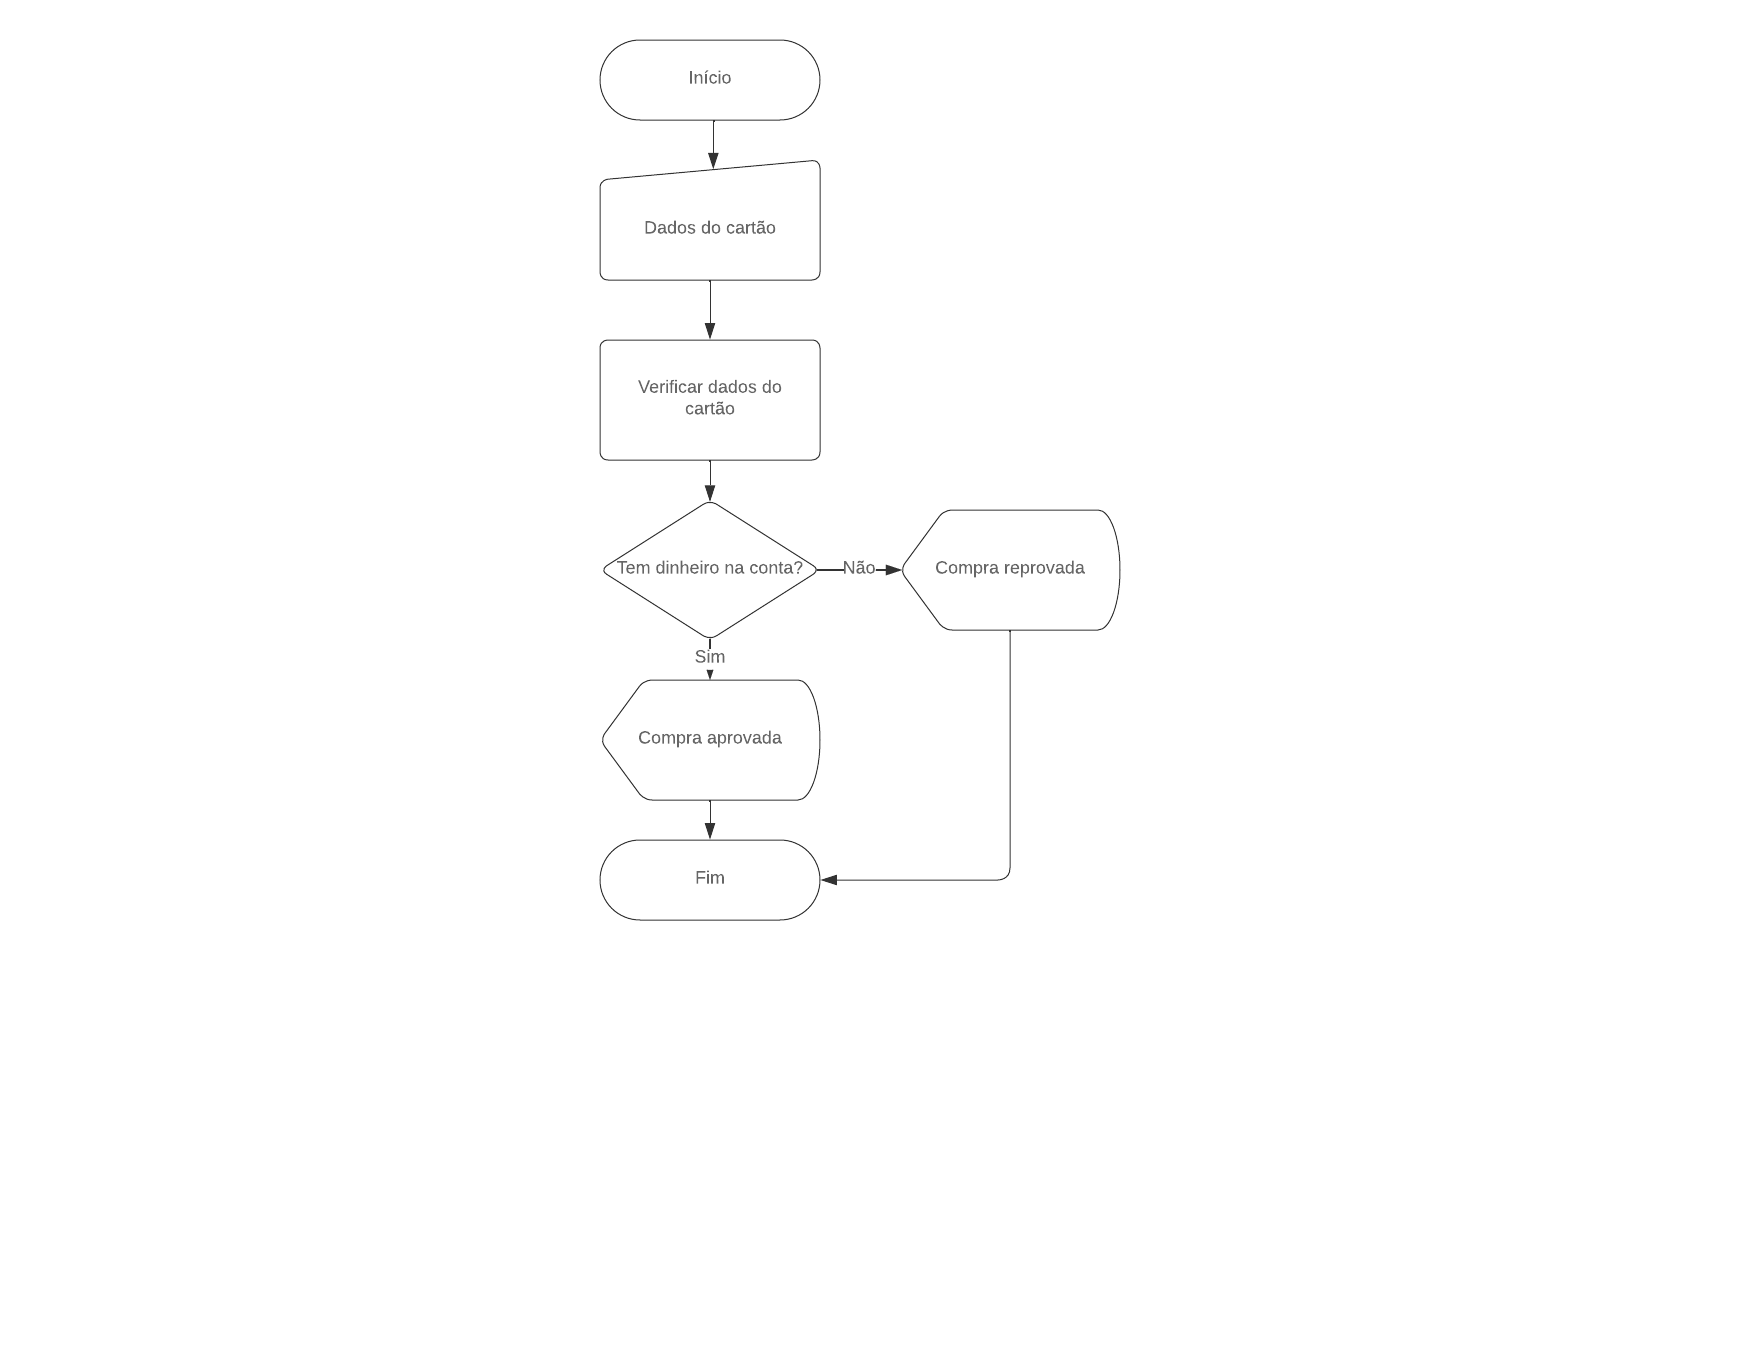 Início
Dados do cartão
Verificar dados do
cartão
Tem dinheiro na conta?
Não
Compra reprovada
Sim
Compra aprovada
Fim